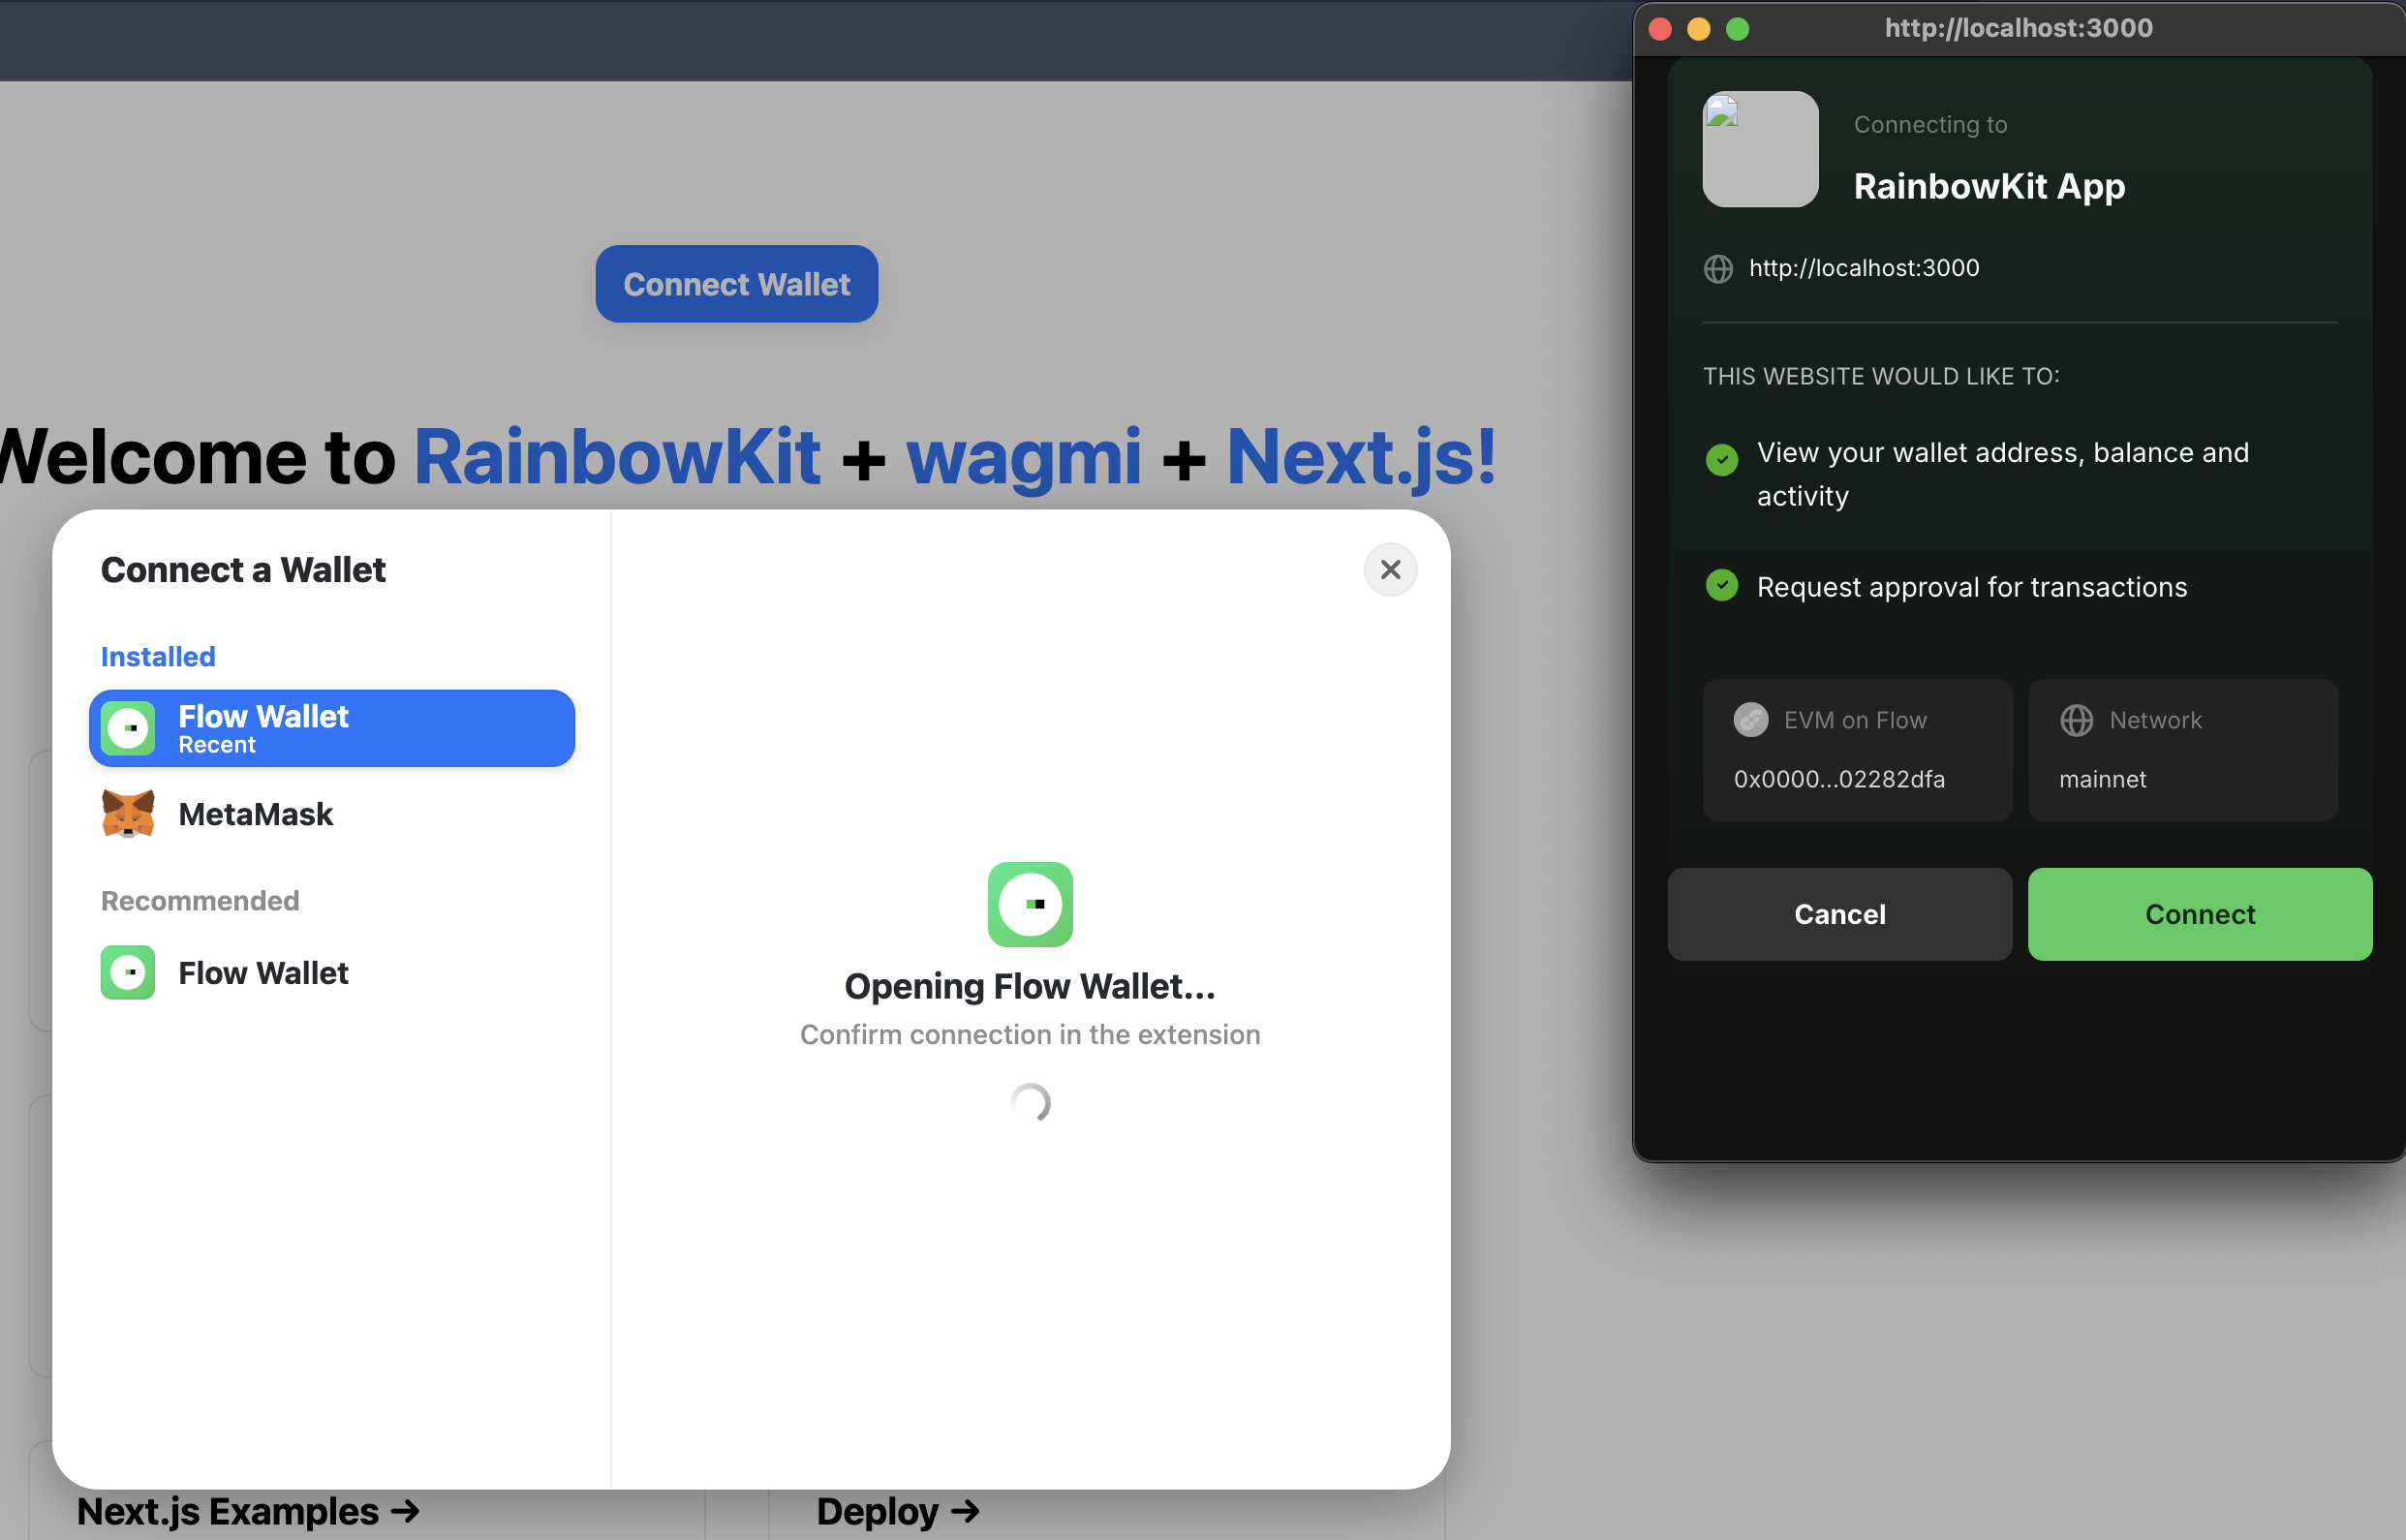 Connect Wallet
Welcome to RainbowKit + wagmi + Next.js!
Connect a Wallet
Installed
Flow Wallet
Recent
MetaMask
Recommended
Flow Wallet
Opening Flow Wallet...
Confirm connection in the extension
Next.js Examples →
Deploy →
http://localhost:3000
Connecting to
RainbowKit App
http://localhost:3000
THIS WEBSITE WOULD LIKE TO:
View your wallet address, balance and
activity
Request approval for transactions
EVM on Flow
0x0000...02282dfa
Network
mainnet
Cancel
Connect